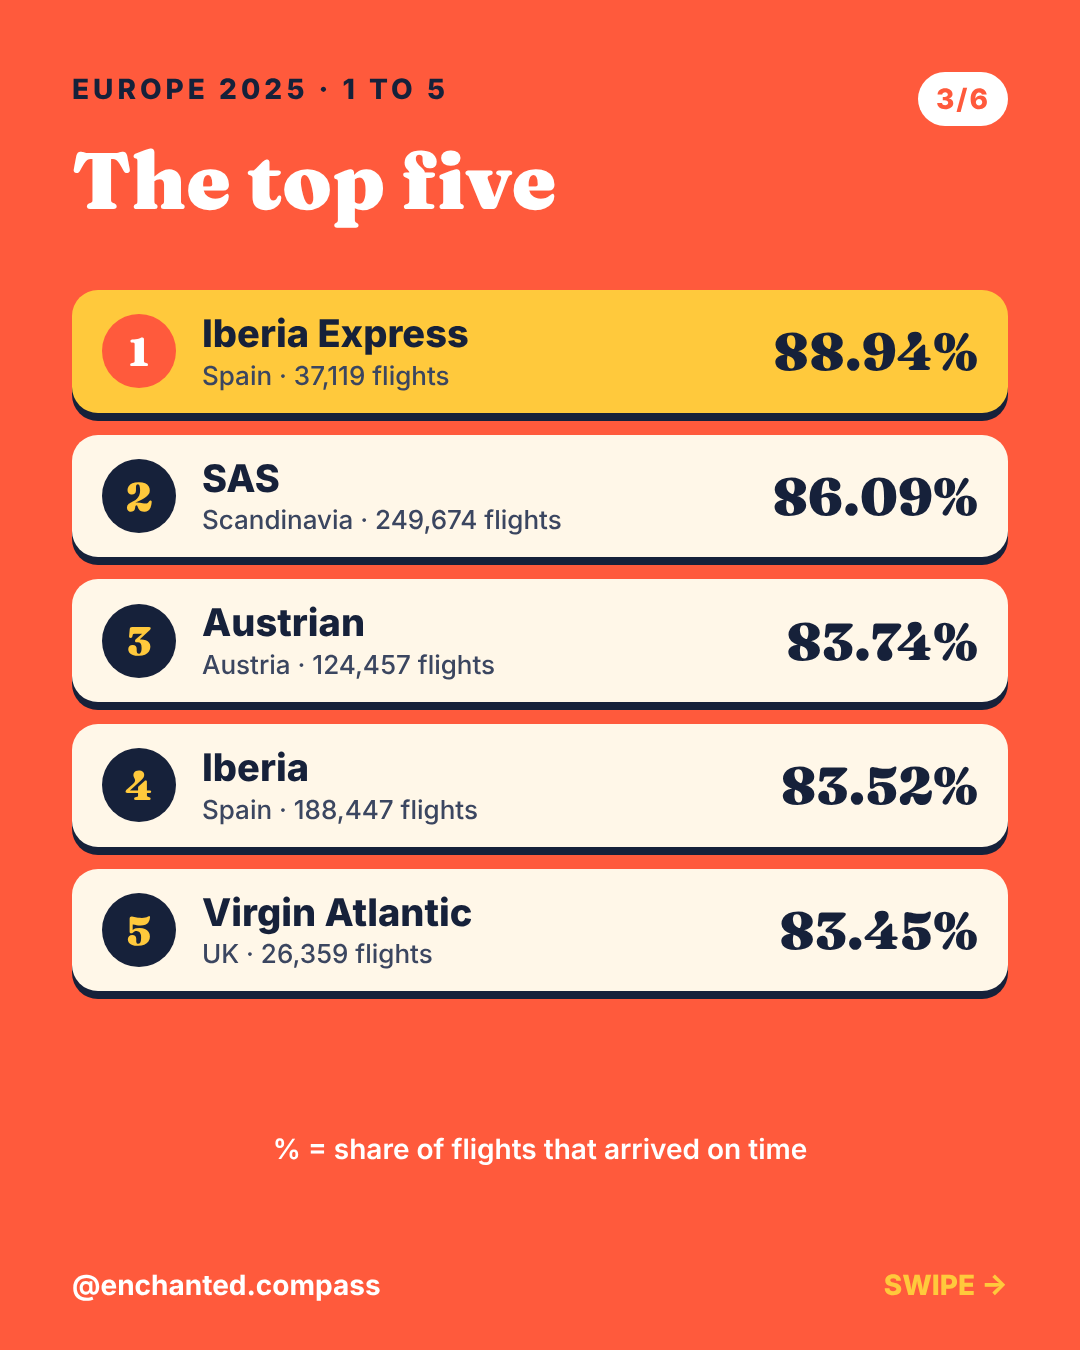 EUROPE 2025 · 1 TO 5
3/6
The top five
1
Iberia Express
Spain · 37,119 flights
88.94%
2
SAS
Scandinavia · 249,674 flights
86.09%
3
Austrian
Austria · 124,457 flights
83.74%
4
Iberia
Spain · 188,447 flights
83.52%
5
Virgin Atlantic
UK · 26,359 flights
83.45%
% = share of flights that arrived on time
@enchanted.compass
SWIPE →